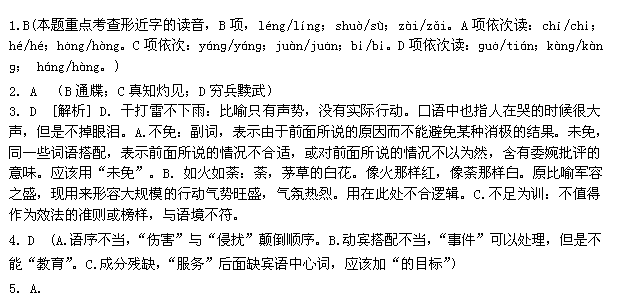 1.B(本题重点考查形近字的读音，B项，léng/líng；shuò/sù；zài/zǎi。A项依次读：chí/chi；
hé/hé；hòng/hòng。C项依次：yáng/yáng；juàn/juàn；bì/bì。D项依次读：guō/tián；kàng/kàn
g； háng/hàng。)
2. A （B通牒；C真知灼见；D穷兵黩武）
3. D [解析] D．干打雷不下雨：比喻只有声势，没有实际行动。口语中也指人在哭的时候很大
声，但是不掉眼泪。A.不免：副词，表示由于前面所说的原因而不能避免某种消极的结果。未免，
同一些词语搭配，表示前面所说的情况不合适，或对前面所说的情况不以为然，含有委婉批评的
意味。应该用“未免”。B．如火如荼：荼，茅草的白花。像火那样红，像荼那样白。原比喻军容
之盛，现用来形容大规模的行动气势旺盛，气氛热烈。用在此处不合逻辑。C.不足为训：不值得
作为效法的准则或榜样，与语境不符。
4. D （A.语序不当，“伤害”与“侵扰”颠倒顺序。B.动宾搭配不当，“事件”可以处理，但是不
能“教育”。C.成分残缺，“服务”后面缺宾语中心词，应该加“的目标”）
5. A.